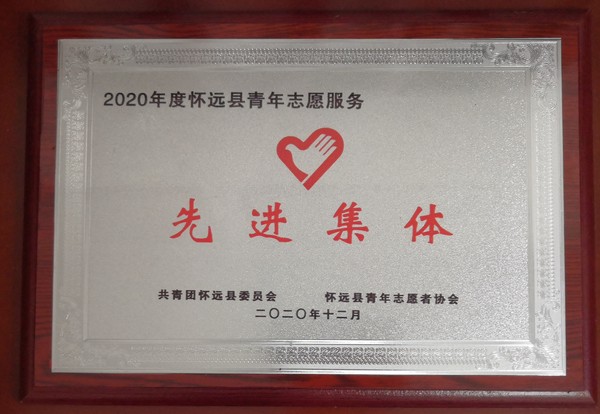 2020年度怀远县青年志愿服务
先进集体
共青团怀远县委员会 怀远县青年志愿者协会
二〇二〇年十二月